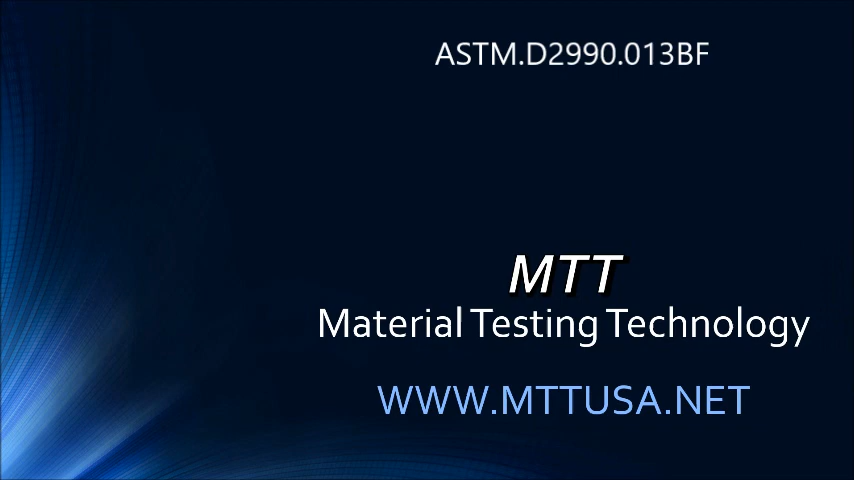 ASTM.D2990.013BF
MTT
Material Testing Technology
WWW.MTTUSA.NET